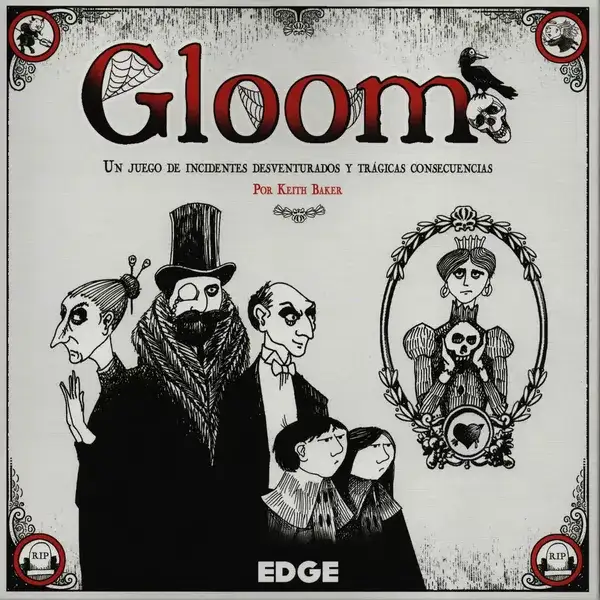 Gloom
Un juego de incidentes desventurados y trágicas consecuencias
Por Keith Baker
RIP
RIP
EDGE